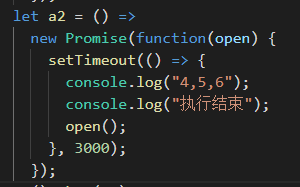 let a2 = () =>
new Promise(function(open) {
setTimeout(() => {
console.log("4,5,6");
console.log("执行结束");
open();
}, 3000);
});